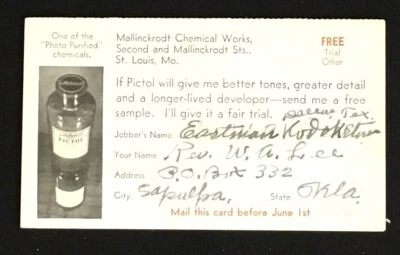 One of the
"Photo Purified"
chemicals.
Mallinckrodt
PICTOL
Mallinckrodt Chemical Works,
Second and Mallinckrodt Sts.,
St. Louis, Mo.
FREE
Trial
Offer
If Pictol will give me better tones, greater detail
and a longer-lived developer—send me a free
sample. I'll give it a fair trial.
Dallas, Tex.
Jobber's Name Eastman Kodak
Your Name Rev. W. A. Lee
Address P.O. Box 332
City Sapulpa, State Okla.
Mail this card before June 1st